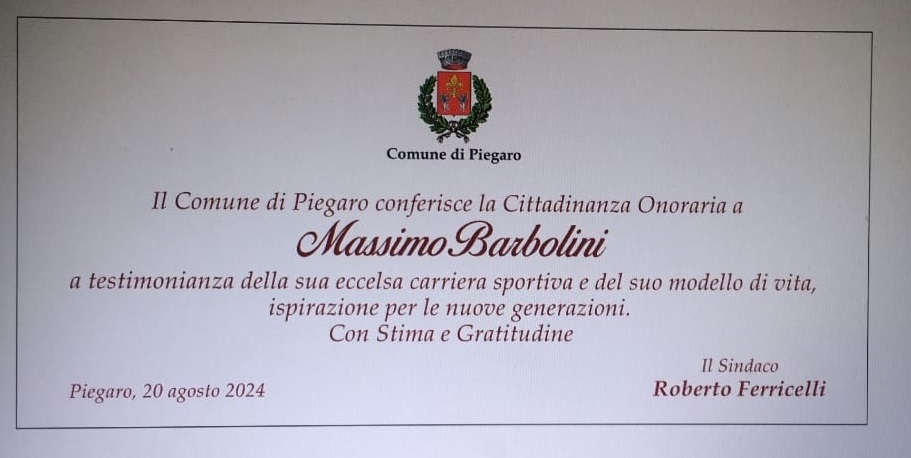 Comune di Piegaro
Il Comune di Piegaro conferisce la Cittadinanza Onoraria a
Massimo Barbolini
a testimonianza della sua eccelsa carriera sportiva e del suo modello di vita,
ispirazione per le nuove generazioni.
Con Stima e Gratitudine
Il Sindaco
Piegaro, 20 agosto 2024
Roberto Ferricelli